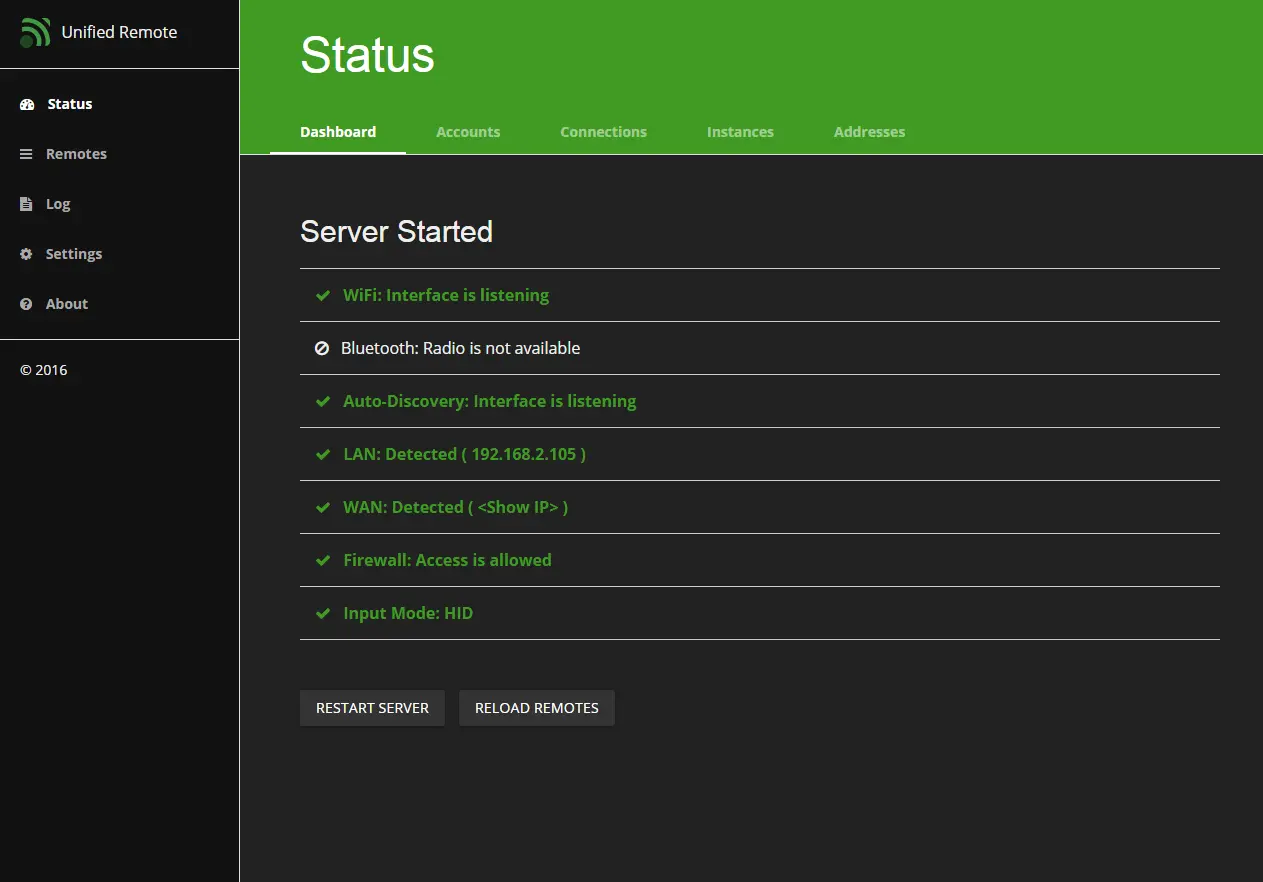 Unified Remote
Status
Remotes
Log
Settings
About
© 2016
Status
Dashboard Accounts Connections Instances Addresses
Server Started
WiFi: Interface is listening
Bluetooth: Radio is not available
Auto-Discovery: Interface is listening
LAN: Detected ( 192.168.2.105 )
WAN: Detected ( <Show IP> )
Firewall: Access is allowed
Input Mode: HID
RESTART SERVER RELOAD REMOTES